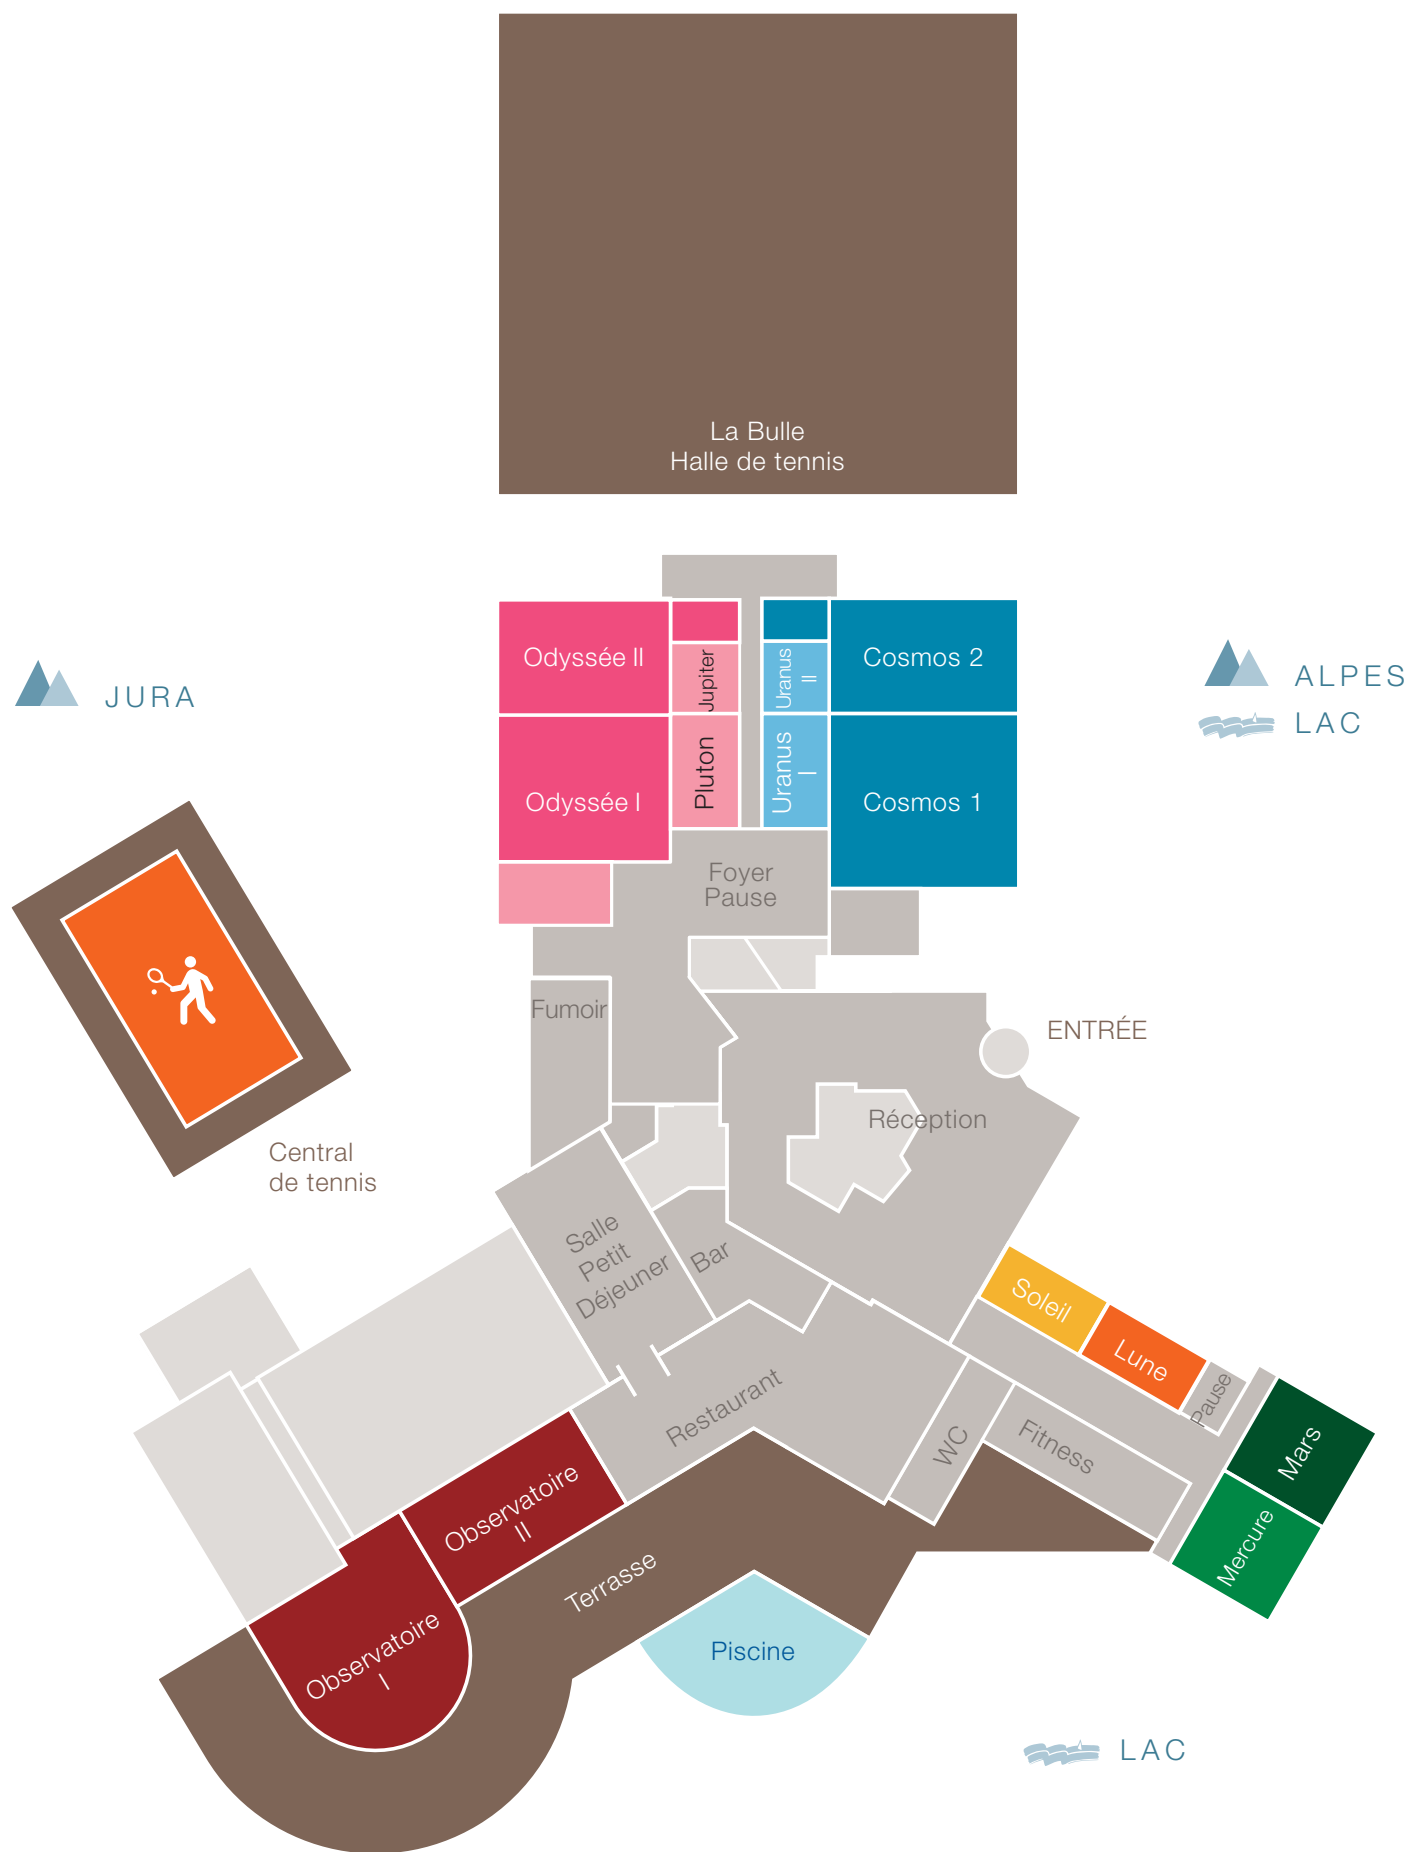 La Bulle
Halle de tennis
Odyssée II
Jupiter
Uranus
II
Cosmos 2
JURA
ALPES
LAC
Odyssée I
Pluton
Uranus
I
Cosmos 1
Foyer
Pause
Fumoir
ENTRÉE
Réception
Central
de tennis
Salle
Petit
Déjeuner
Bar
Soleil
Lune
Pause
Restaurant
WC
Fitness
Mars
Mercure
Observatoire
II
Terrasse
Observatoire
I
Piscine
LAC